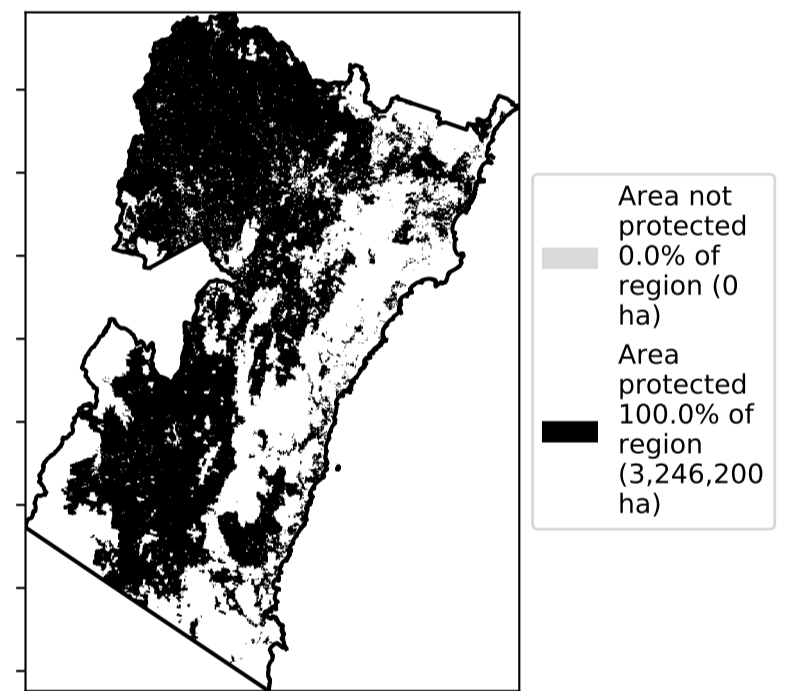 Area not
protected
0.0% of
region (0
ha)
Area
protected
100.0% of
region
(3,246,200
ha)